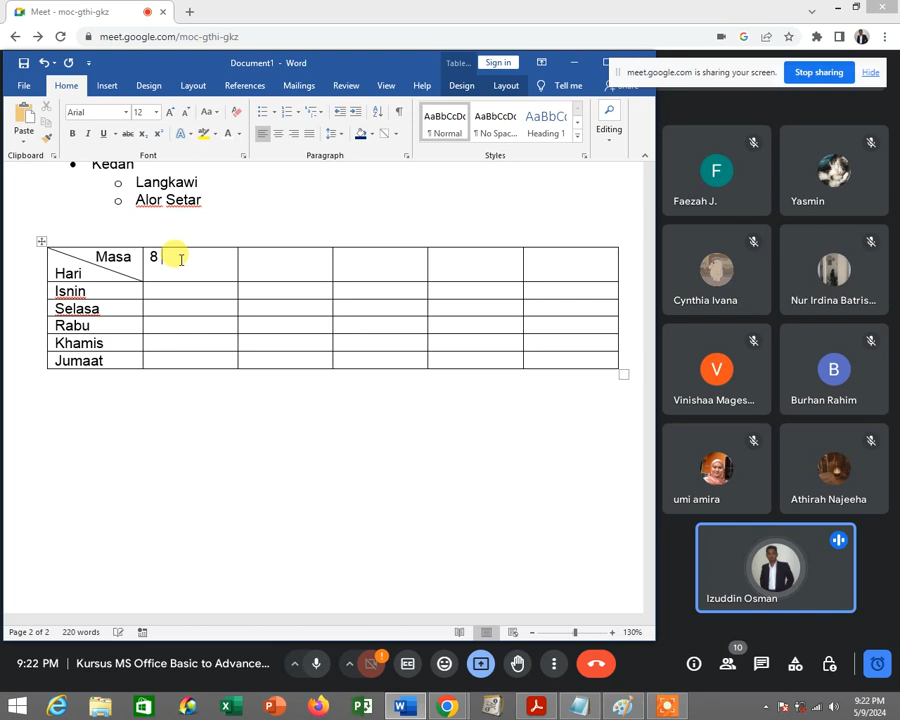 Meet - moc-gthi-gkz
meet.google.com/moc-gthi-gkz
Document1 - Word
Table...
Sign in
File Home Insert Design Layout References Mailings Review View Help Design Layout Tell me
meet.google.com is sharing your screen. Stop sharing Hide
Paste
Arial 12
AaBbCcDd AaBbCcDc AaBbCcD
¶ Normal ¶ No Spac... Heading 1
Editing
Clipboard Font Paragraph Styles
Kedah
Langkawi
Alor Setar
Masa
Hari
8
Isnin
Selasa
Rabu
Khamis
Jumaat
F
Faezah J.
Yasmin
Cynthia Ivana
Nur Irdina Batris...
V
Vinishaa Mages...
B
Burhan Rahim
umi amira
Athirah Najeeha
Izuddin Osman
Page 2 of 2 220 words 130%
9:22 PM Kursus MS Office Basic to Advance...
10
9:22 PM
5/9/2024